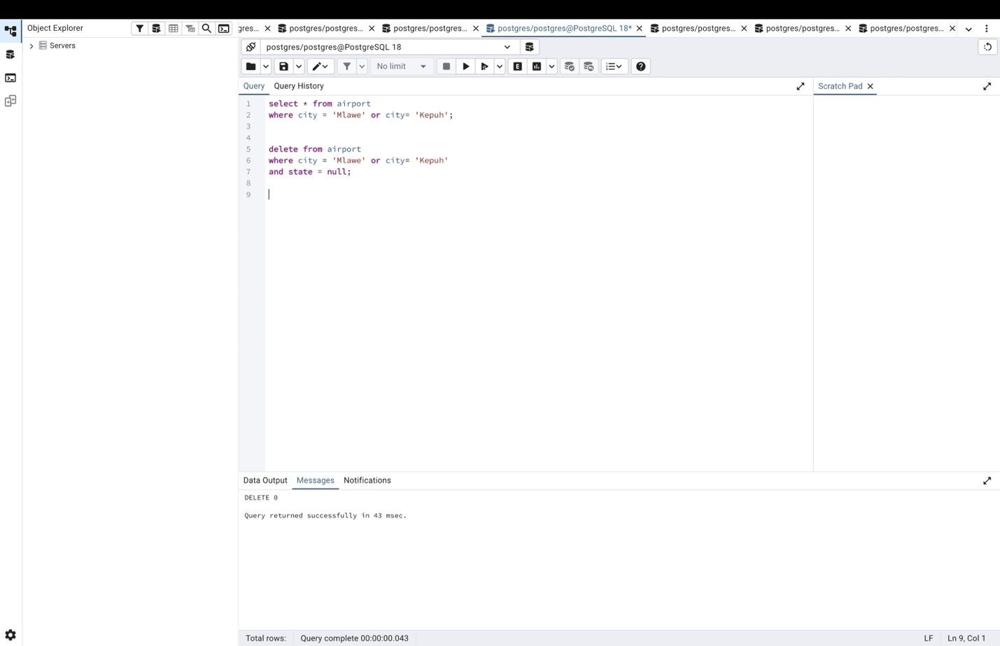 Object Explorer
gres...
postgres/postgres...
postgres/postgres...
postgres/postgres@PostgreSQL 18*
postgres/postgres...
postgres/postgres...
postgres/postgres...
Servers
postgres/postgres@PostgreSQL 18
No limit
E
Query
Query History
Scratch Pad
1 select * from airport
2 where city = 'Mlawe' or city= 'Kepuh';
3
4
5 delete from airport
6 where city = 'Mlawe' or city= 'Kepuh'
7 and state = null;
8
9
Data Output
Messages
Notifications
DELETE 0
Query returned successfully in 43 msec.
Total rows:
Query complete 00:00:00.043
LF
Ln 9, Col 1